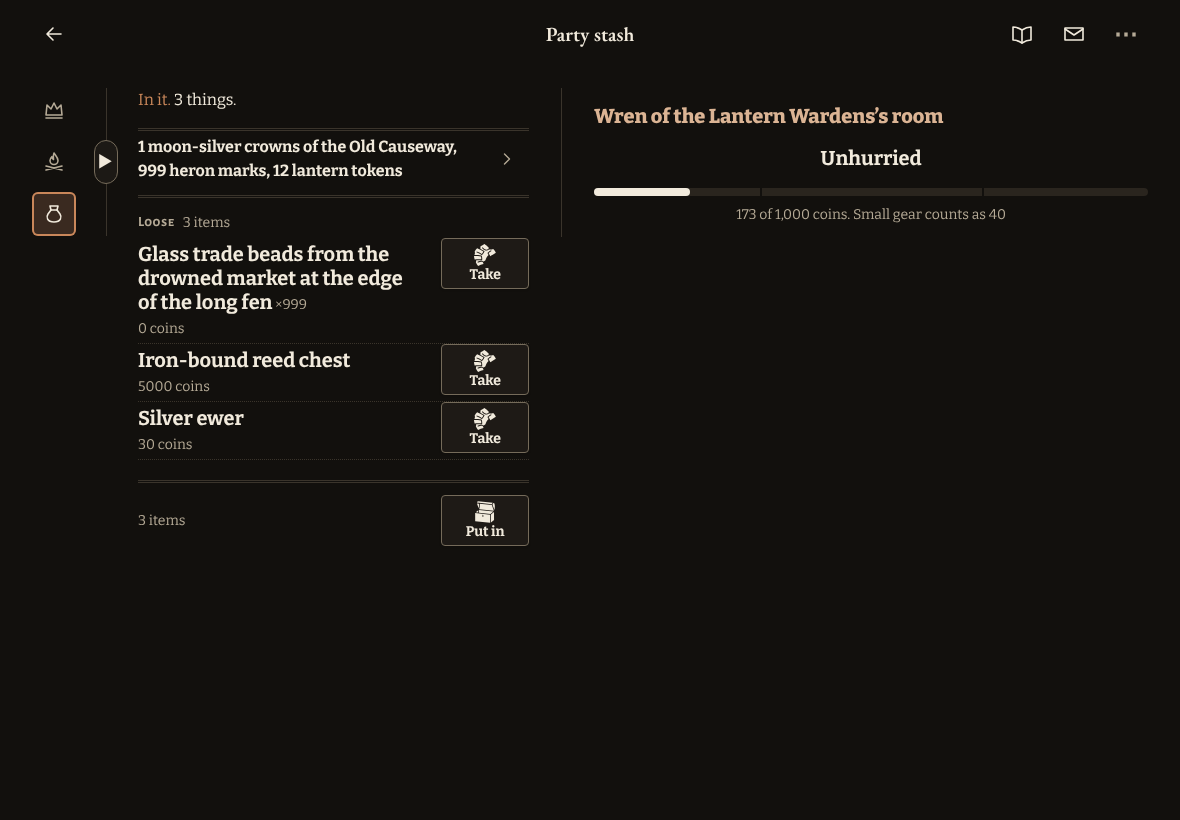 Party stash
In it. 3 things.
1 moon-silver crowns of the Old Causeway,
999 heron marks, 12 lantern tokens
Loose 3 items
Glass trade beads from the
drowned market at the edge
of the long fen ×999
0 coins
Take
Iron-bound reed chest
5000 coins
Take
Silver ewer
30 coins
Take
3 items
Put in
Wren of the Lantern Wardens’s room
Unhurried
173 of 1,000 coins. Small gear counts as 40